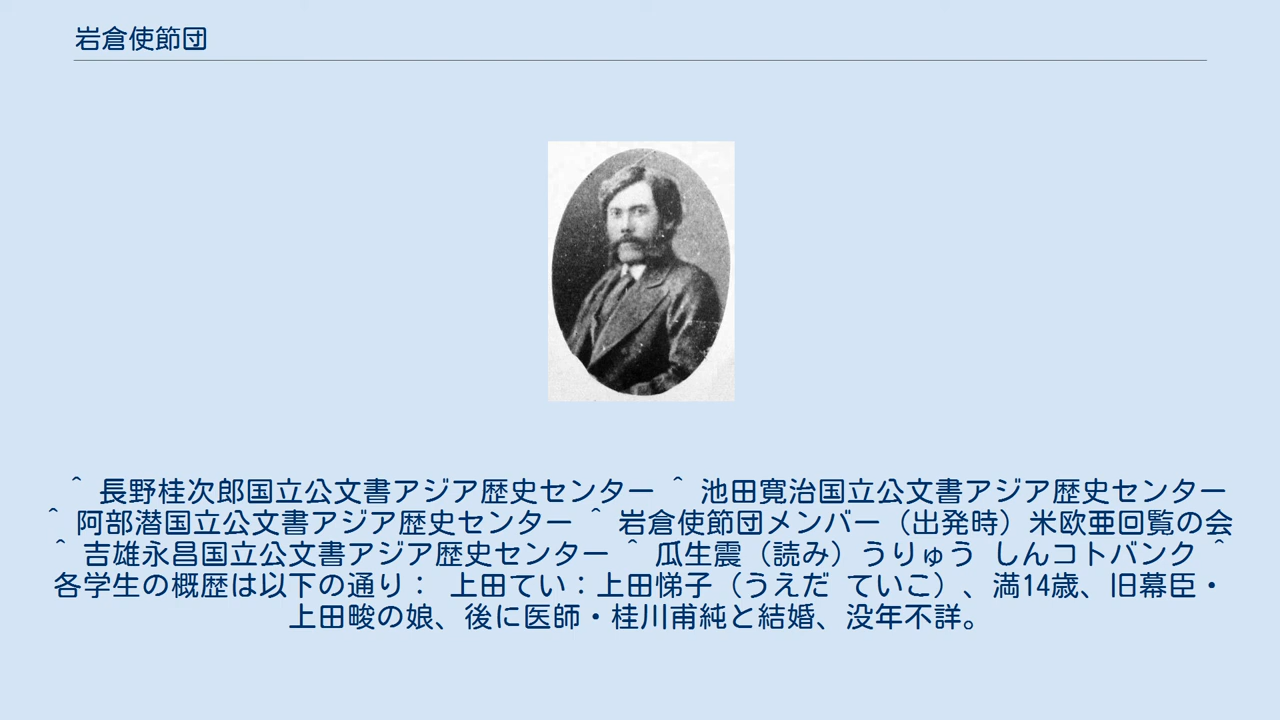 岩倉使節団
^ 長野桂次郎国立公文書アジア歴史センター ^ 池田寛治国立公文書アジア歴史センター
^ 阿部潜国立公文書アジア歴史センター ^ 岩倉使節団メンバー（出発時）米欧亜回覧の会
^ 吉雄永昌国立公文書アジア歴史センター ^ 瓜生震（読み）うりゅう しんコトバンク ^
各学生の概歴は以下の通り： 上田てい：上田悌子（うえだ ていこ）、満14歳、旧幕臣・
上田畯の娘、後に医師・桂川甫純と結婚、没年不詳。